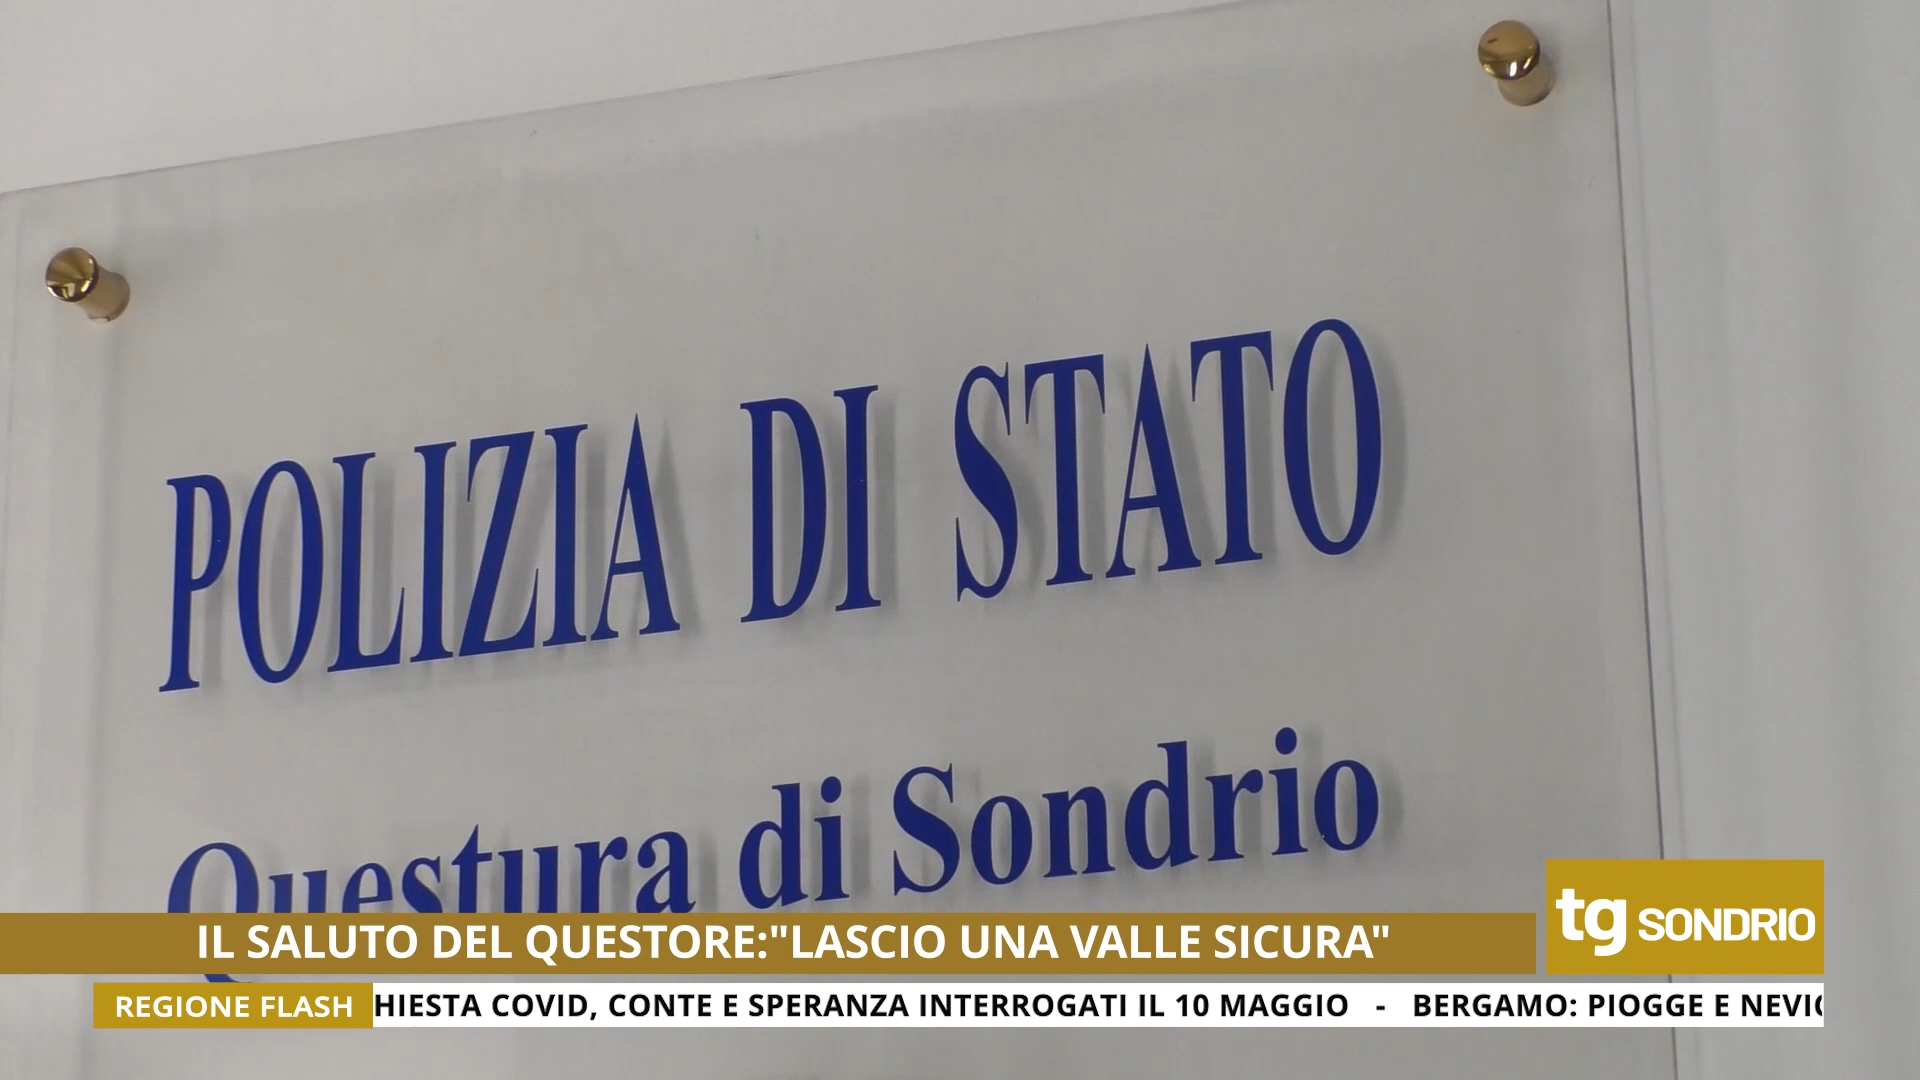 POLIZIA DI STATO
Questura di Sondrio
IL SALUTO DEL QUESTORE:"LASCIO UNA VALLE SICURA"
tg SONDRIO
REGIONE FLASH
HIESTA COVID, CONTE E SPERANZA INTERROGATI IL 10 MAGGIO - BERGAMO: PIOGGE E NEVIC